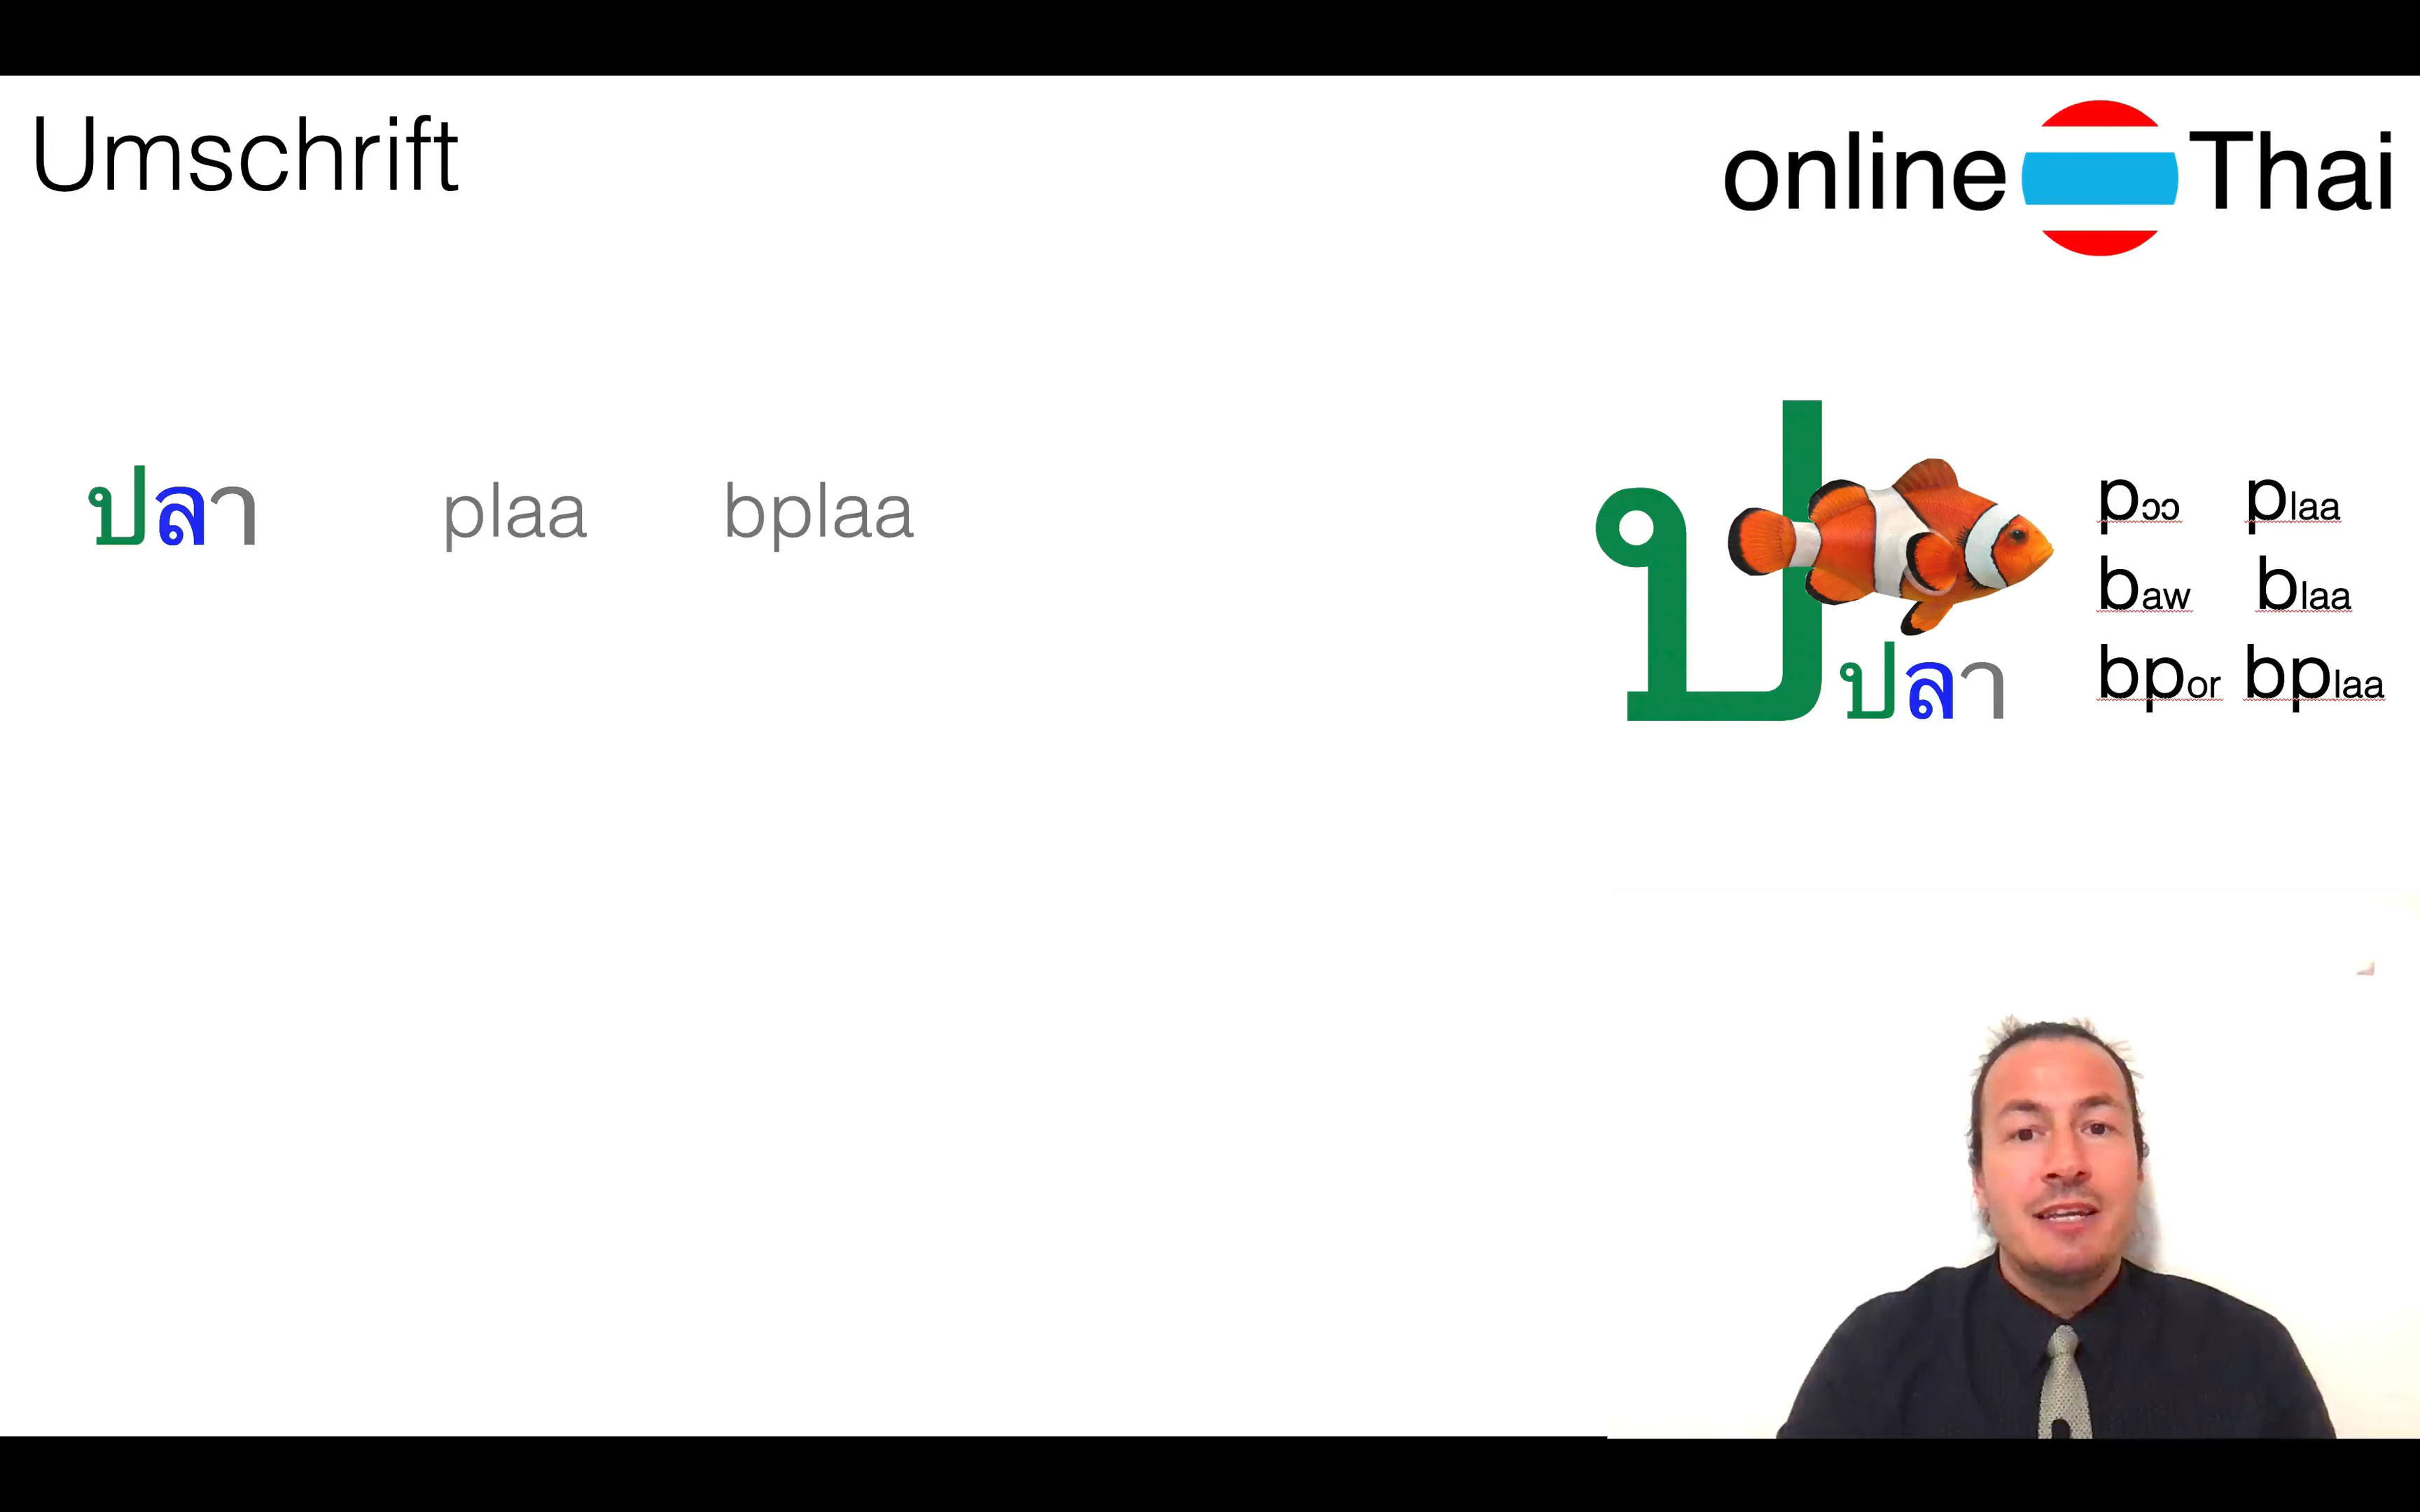 Umschrift
online Thai
ปลา plaa bplaa
ป
ปลา
pɔɔ plaa
baw blaa
bpor bplaa